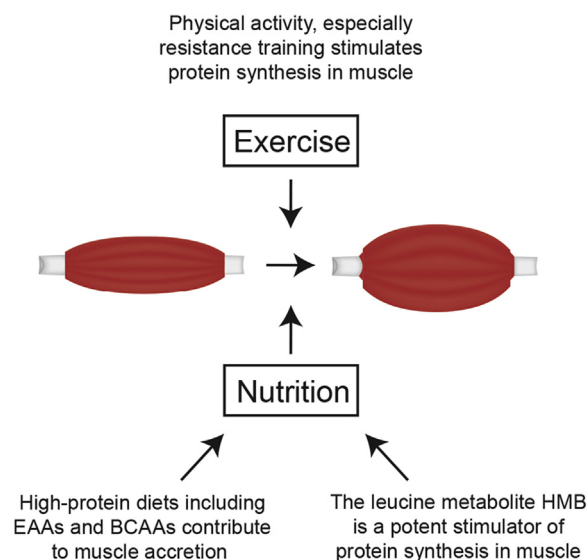 Physical activity, especially
resistance training stimulates
protein synthesis in muscle
Exercise
Nutrition
High-protein diets including
EAAs and BCAAs contribute
to muscle accretion
The leucine metabolite HMB
is a potent stimulator of
protein synthesis in muscle